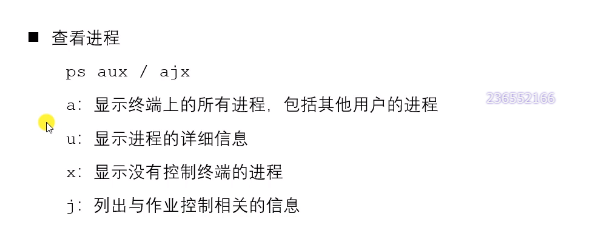 ■ 查看进程
ps aux / ajx
a：显示终端上的所有进程，包括其他用户的进程
236552166
u：显示进程的详细信息
x：显示没有控制终端的进程
j：列出与作业控制相关的信息